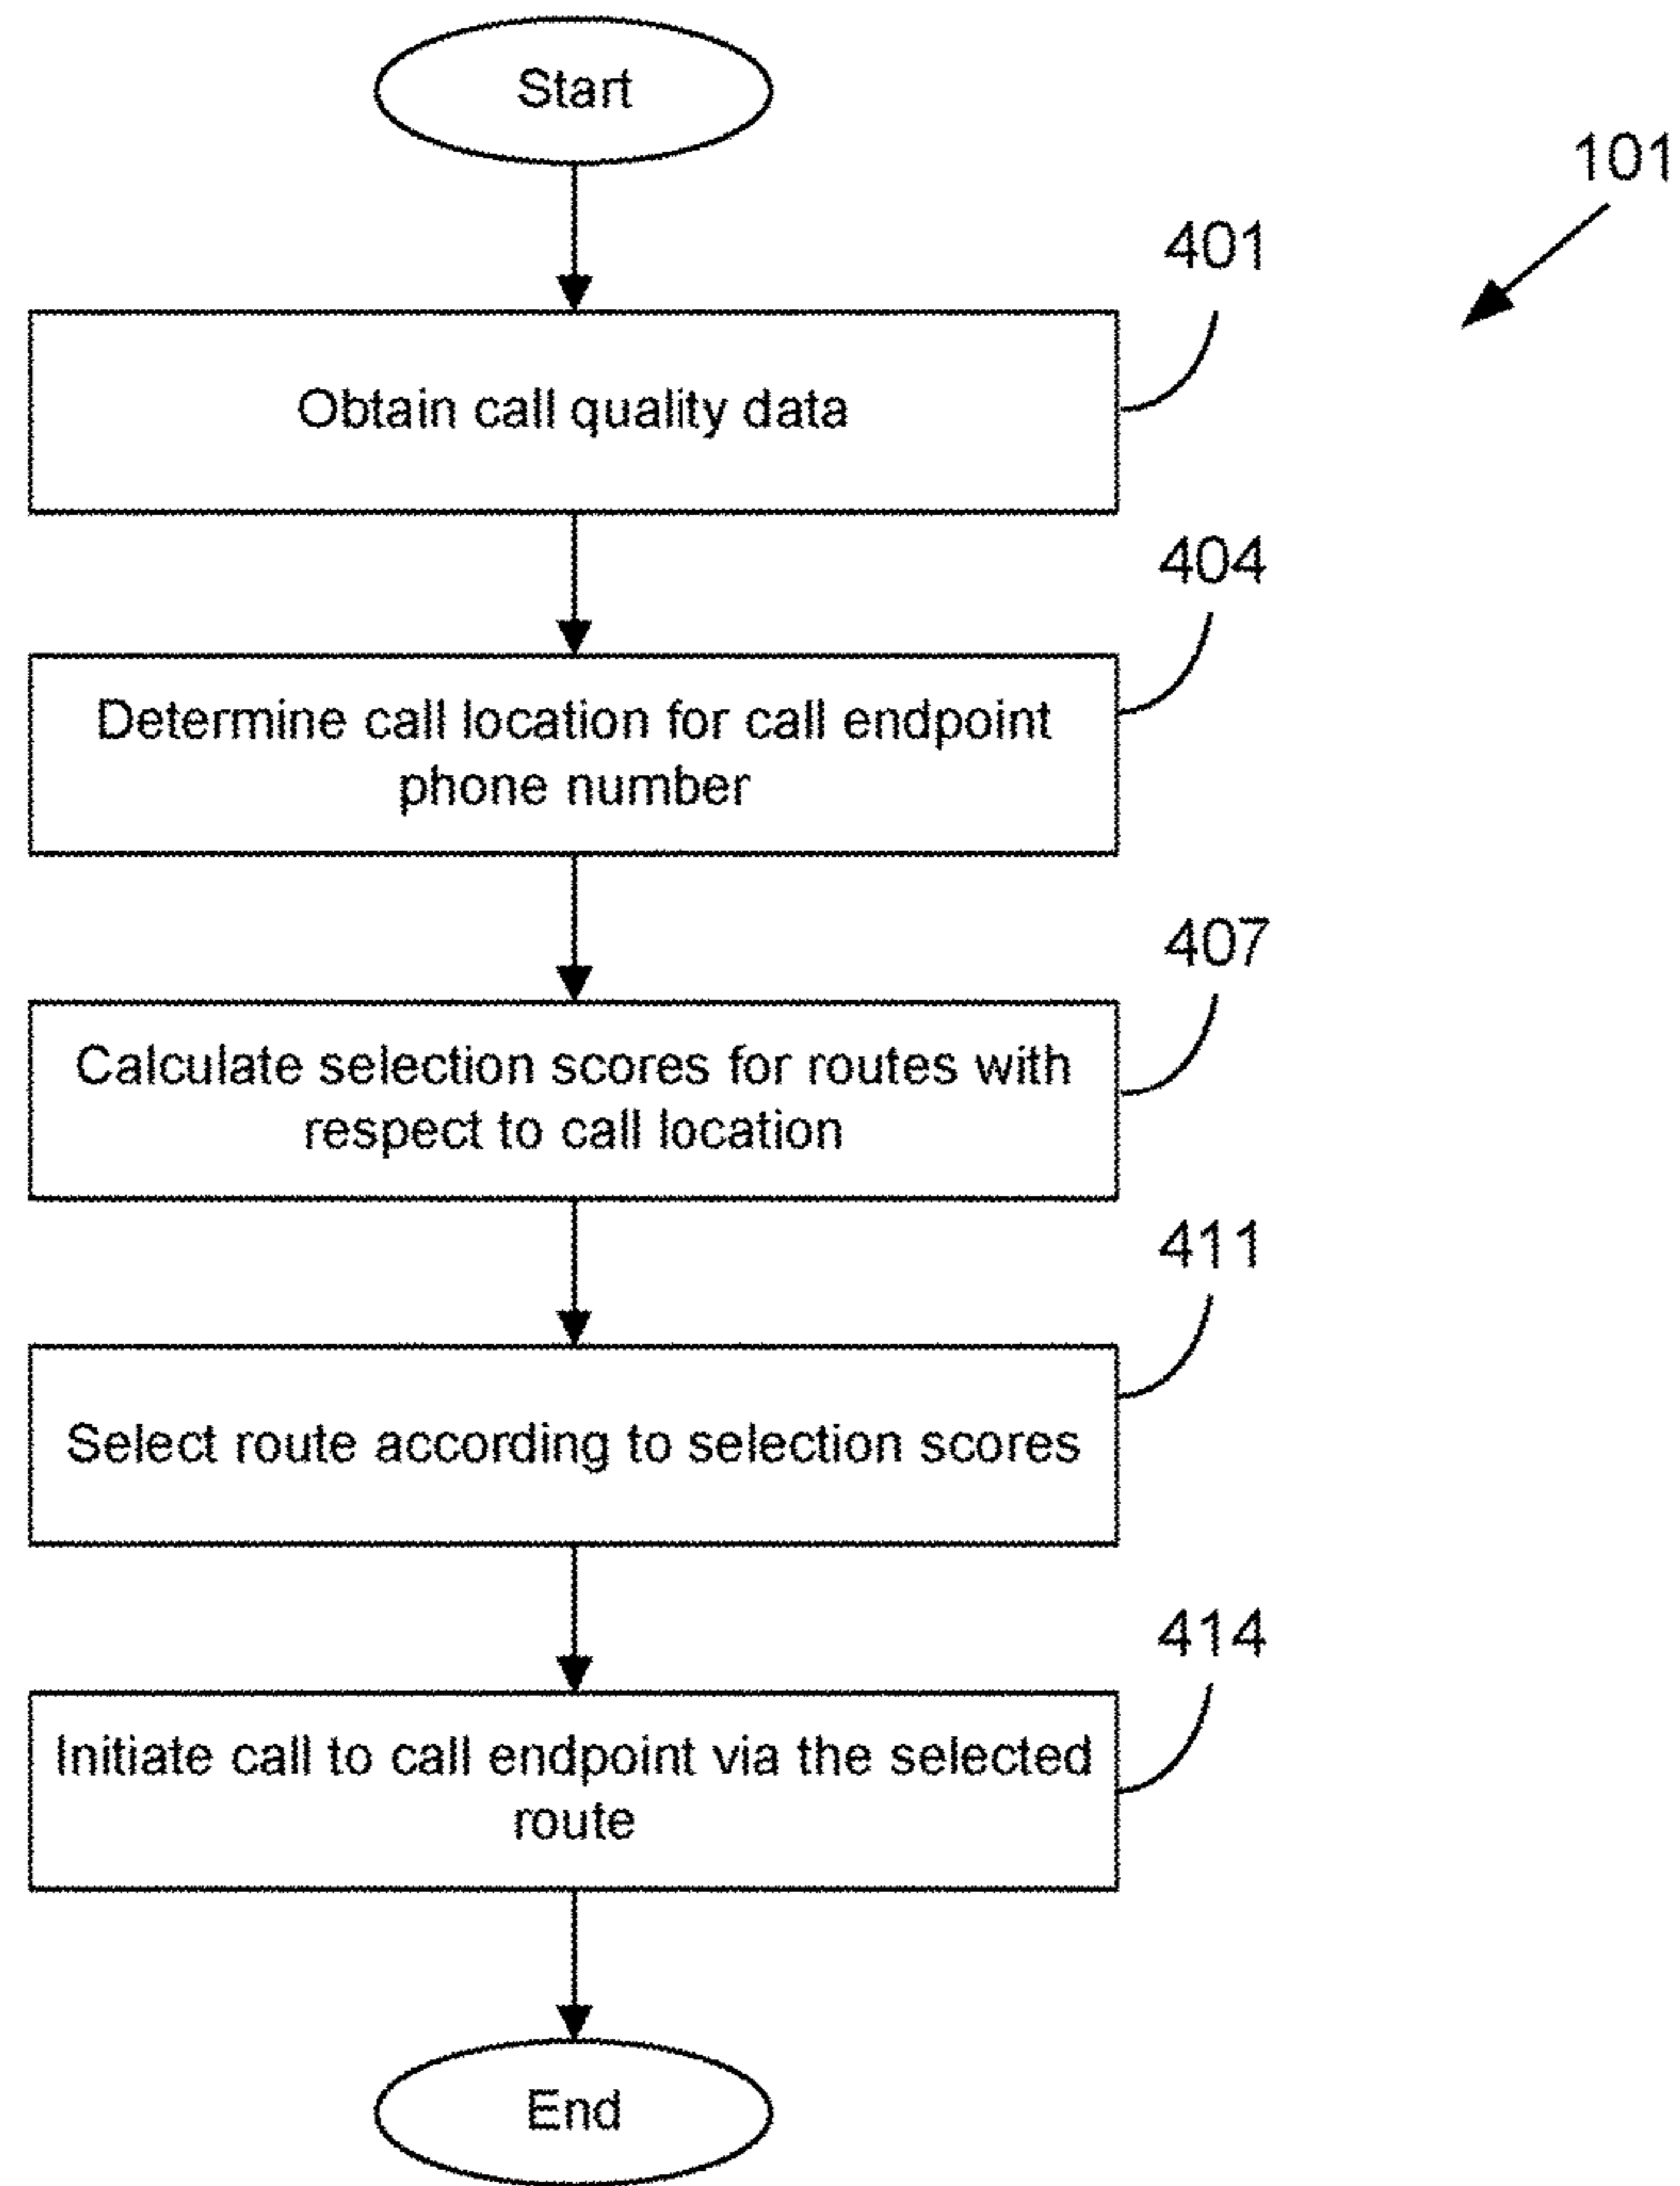 Start
101
401
Obtain call quality data
404
Determine call location for call endpoint
phone number
407
Calculate selection scores for routes with
respect to call location
411
Select route according to selection scores
414
Initiate call to call endpoint via the selected
route
End